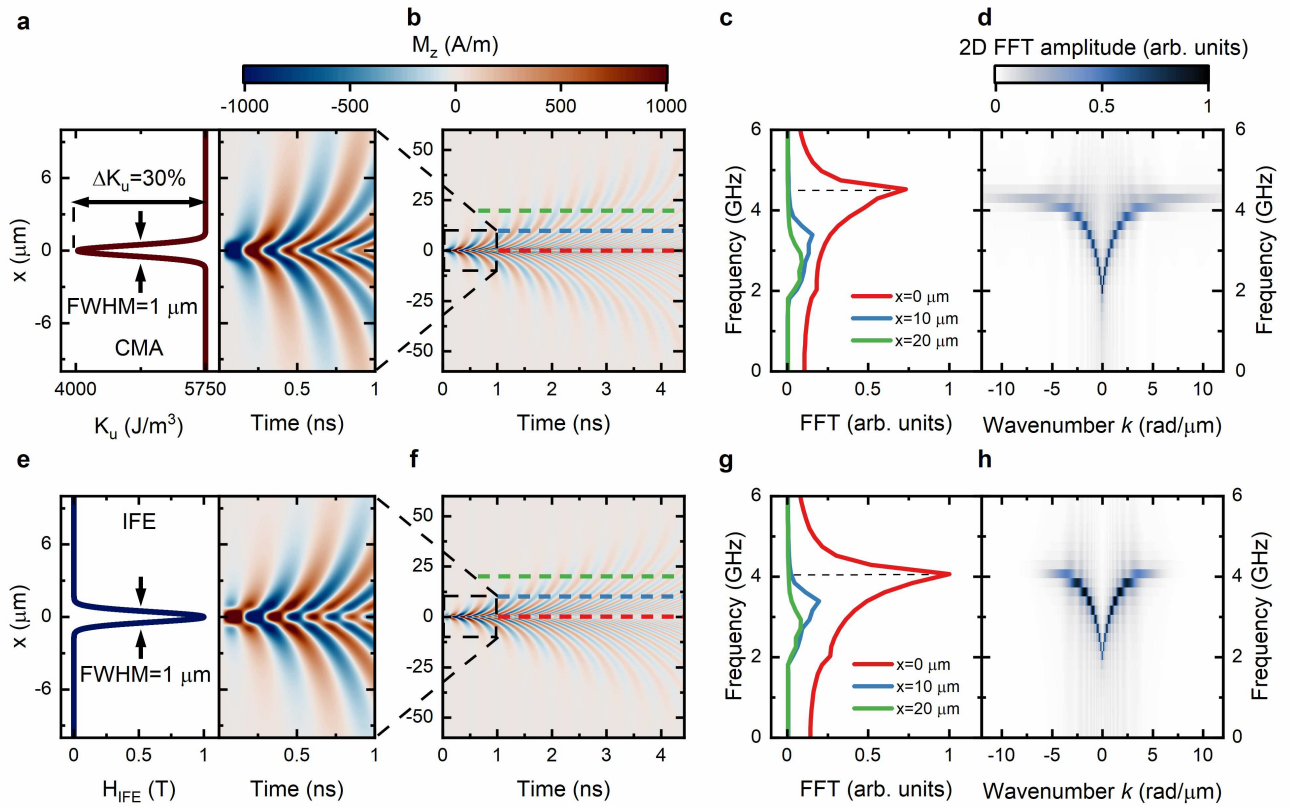 a
b
c
d
M_z (A/m)
-1000
-500
0
500
1000
2D FFT amplitude (arb. units)
0
0.5
1
x (μm)
6
0
-6
ΔK_u=30%
FWHM=1 μm
CMA
4000
5750
K_u (J/m³)
0.5
1
Time (ns)
50
25
0
-25
-50
0
1
2
3
4
Time (ns)
Frequency (GHz)
6
4
2
0
x=0 μm
x=10 μm
x=20 μm
0
0.5
1
FFT (arb. units)
-10
-5
0
5
10
Wavenumber k (rad/μm)
6
4
2
0
Frequency (GHz)
e
f
g
h
x (μm)
6
0
-6
IFE
FWHM=1 μm
0
0.5
1
H_IFE (T)
0.5
1
Time (ns)
50
25
0
-25
-50
0
1
2
3
4
Time (ns)
Frequency (GHz)
6
4
2
0
x=0 μm
x=10 μm
x=20 μm
0
0.5
1
FFT (arb. units)
-10
-5
0
5
10
Wavenumber k (rad/μm)
6
4
2
0
Frequency (GHz)